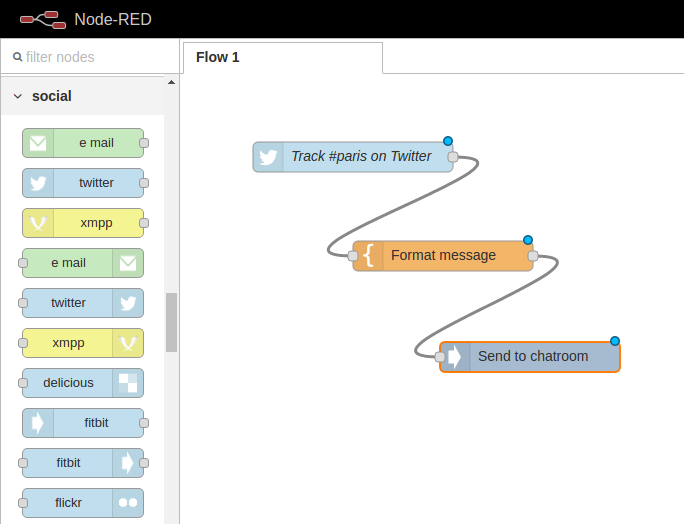 Node-RED
filter nodes
Flow 1
social
e mail
twitter
xmpp
e mail
twitter
xmpp
delicious
fitbit
fitbit
flickr
Track #paris on Twitter
Format message
Send to chatroom